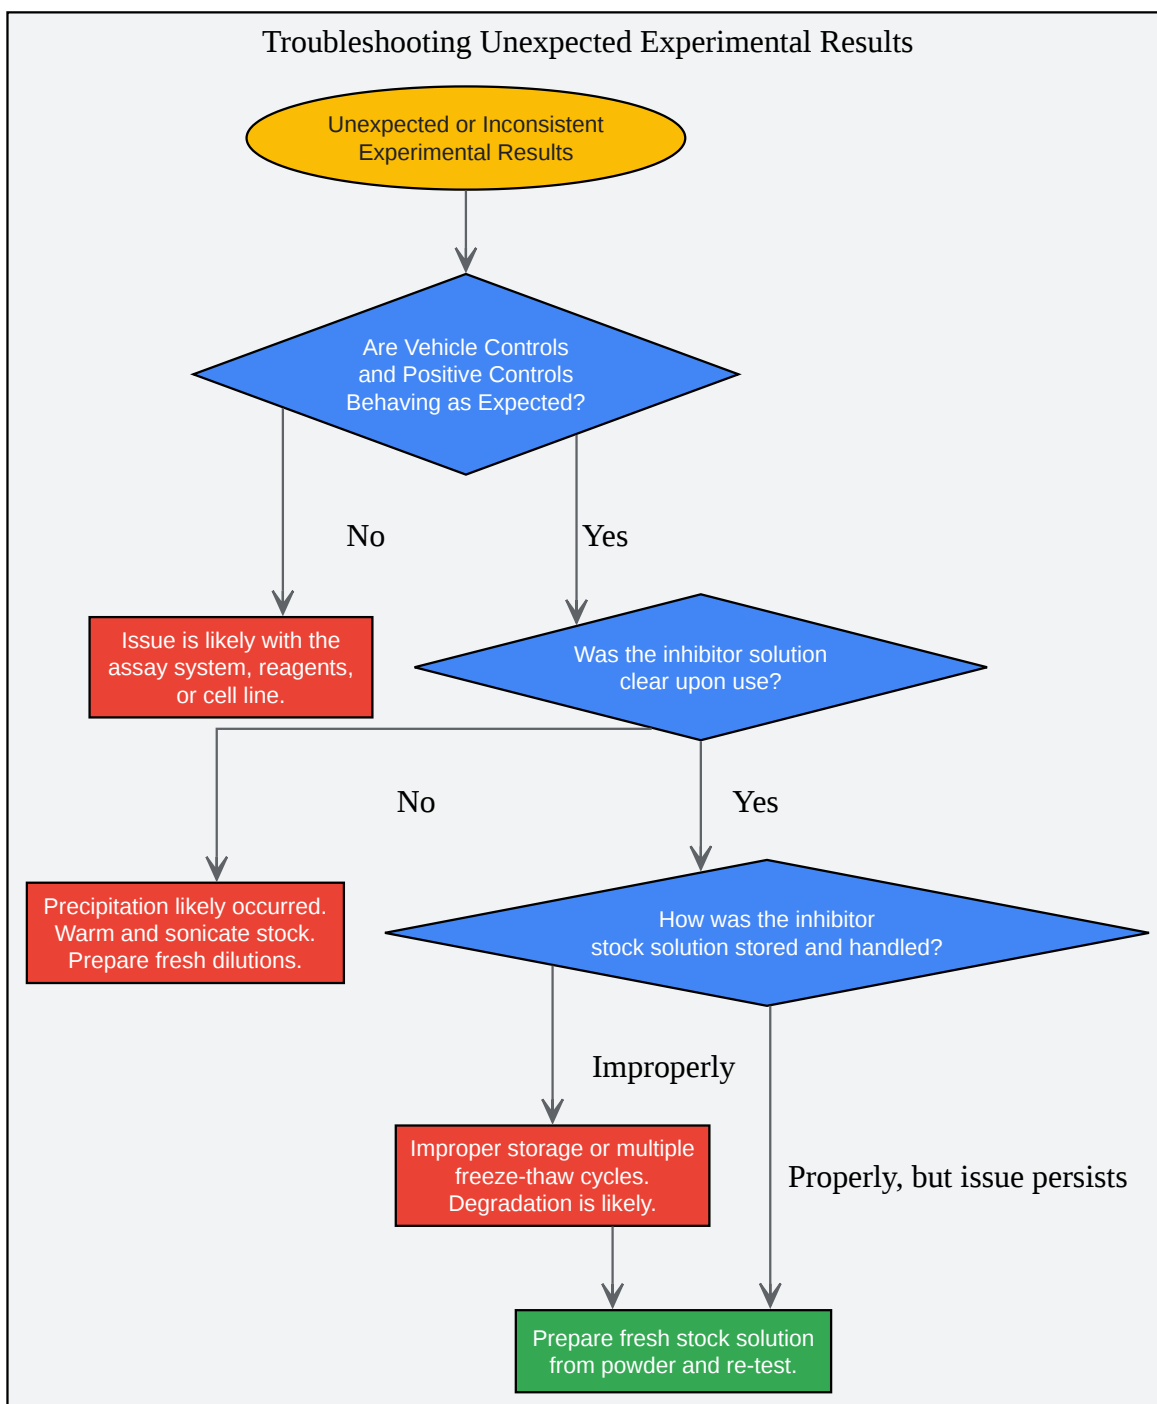 Troubleshooting Unexpected Experimental Results
Unexpected or Inconsistent
Experimental Results
Are Vehicle Controls
and Positive Controls
Behaving as Expected?
No
Yes
Issue is likely with the
assay system, reagents,
or cell line.
Was the inhibitor solution
clear upon use?
No
Yes
Precipitation likely occurred.
Warm and sonicate stock.
Prepare fresh dilutions.
How was the inhibitor
stock solution stored and handled?
Improperly
Improper storage or multiple
freeze-thaw cycles.
Degradation is likely.
Properly, but issue persists
Prepare fresh stock solution
from powder and re-test.